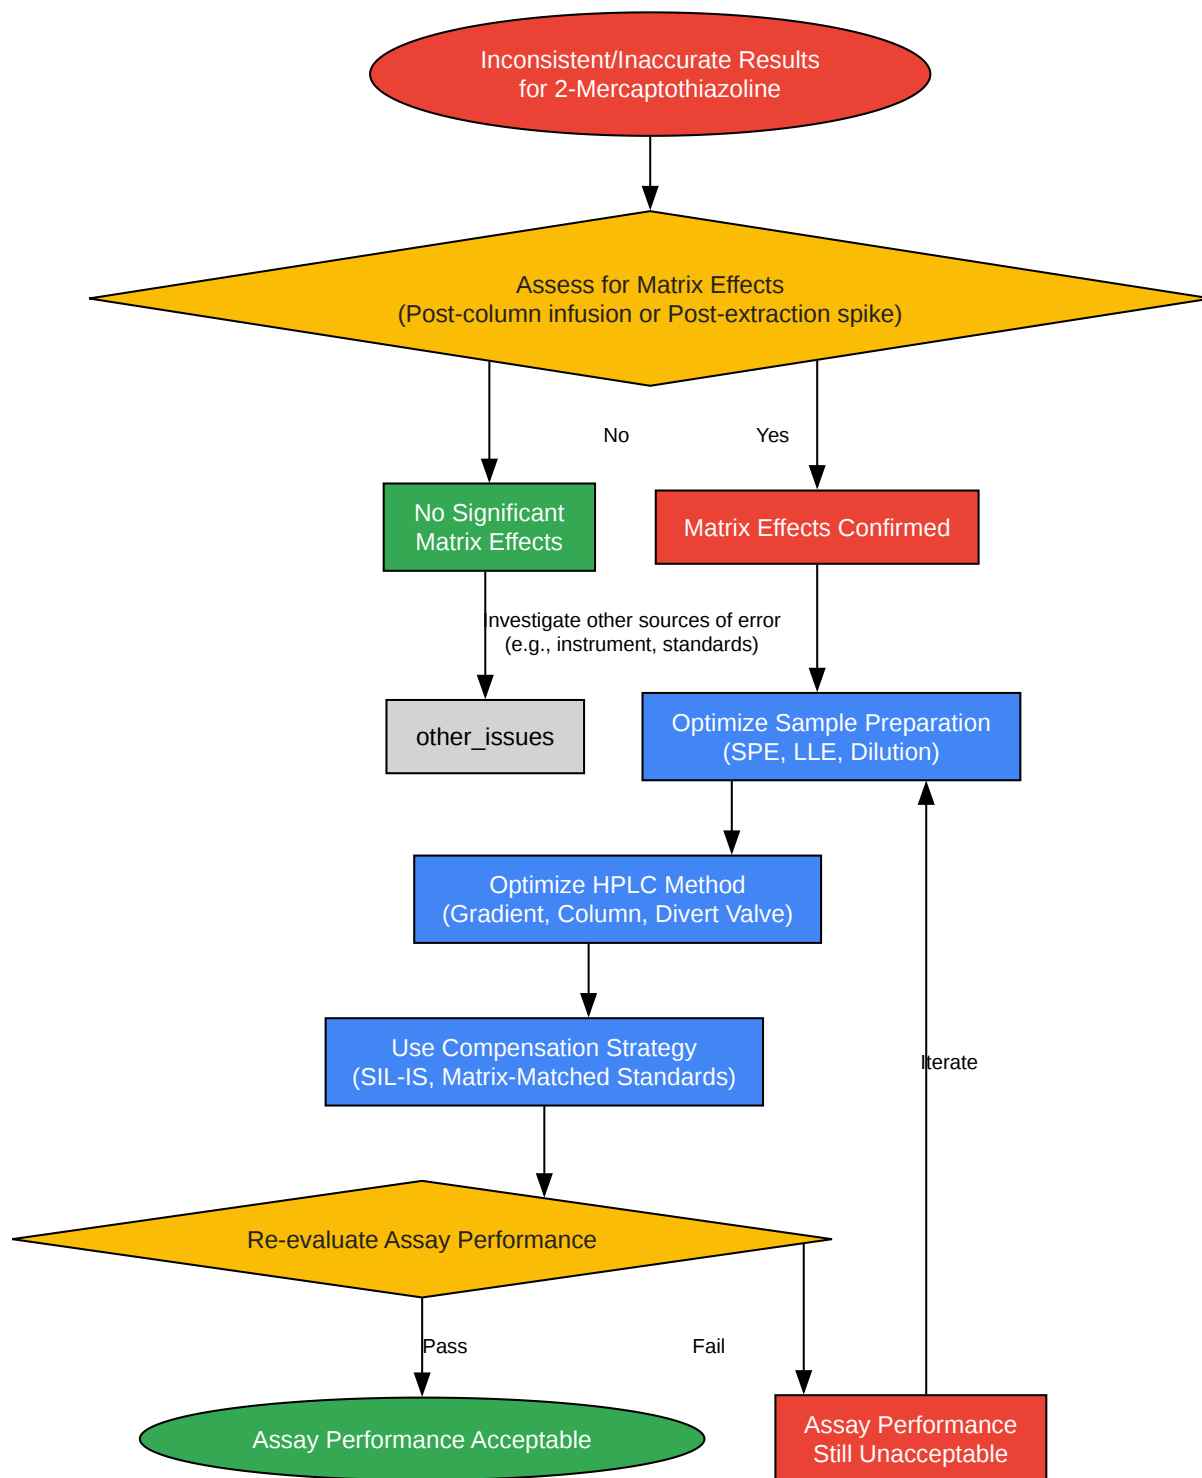 Inconsistent/Inaccurate Results
for 2-Mercaptothiazoline
Assess for Matrix Effects
(Post-column infusion or Post-extraction spike)
No
Yes
No Significant
Matrix Effects
Matrix Effects Confirmed
Investigate other sources of error
(e.g., instrument, standards)
other_issues
Optimize Sample Preparation
(SPE, LLE, Dilution)
Optimize HPLC Method
(Gradient, Column, Divert Valve)
Use Compensation Strategy
(SIL-IS, Matrix-Matched Standards)
Iterate
Re-evaluate Assay Performance
Pass
Fail
Assay Performance Acceptable
Assay Performance
Still Unacceptable